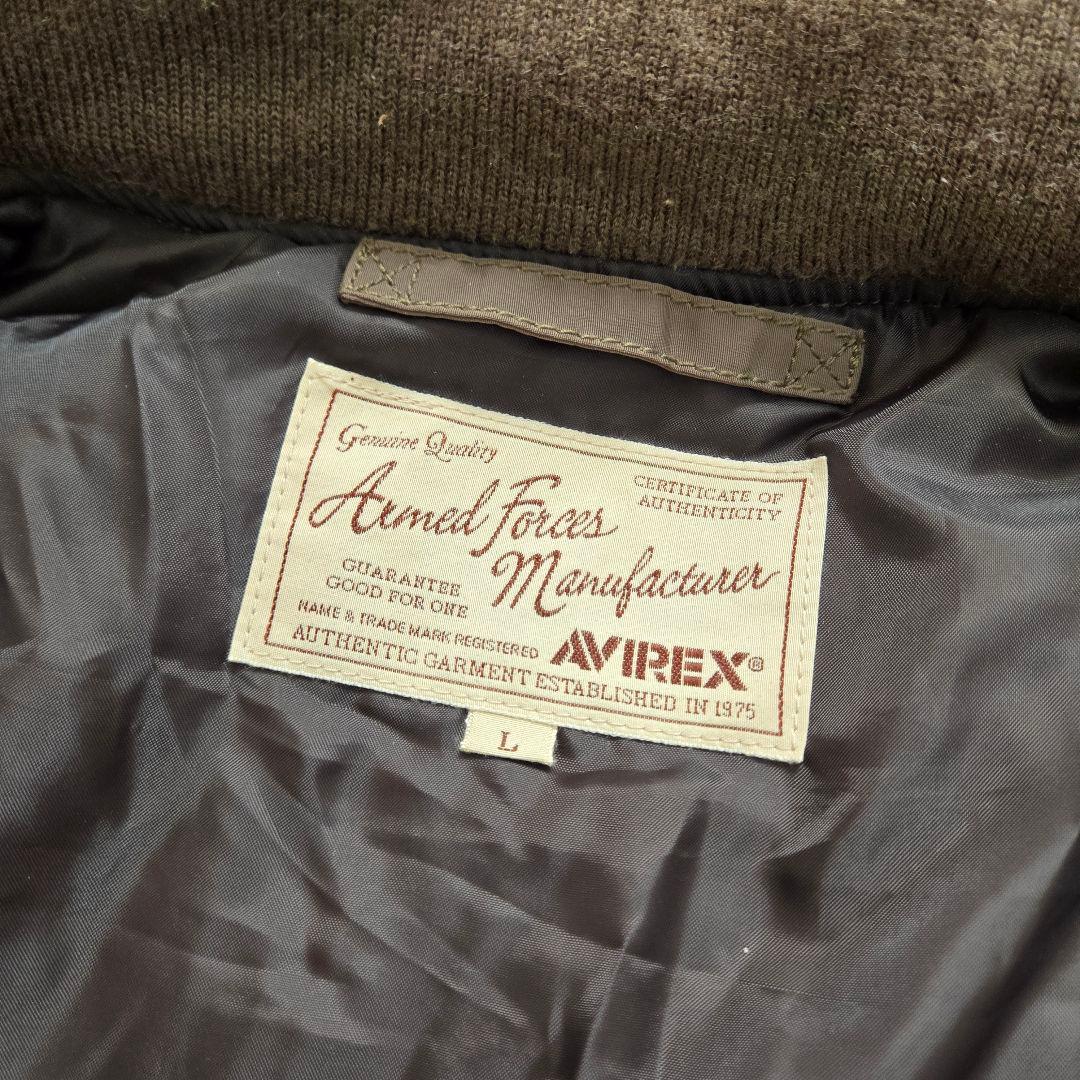 Genuine Quality
CERTIFICATE OF
AUTHENTICITY
Armed Forces
Manufacturer
GUARANTEE
GOOD FOR ONE
NAME & TRADE MARK REGISTERED
AVIREX®
AUTHENTIC GARMENT ESTABLISHED IN 1975
L